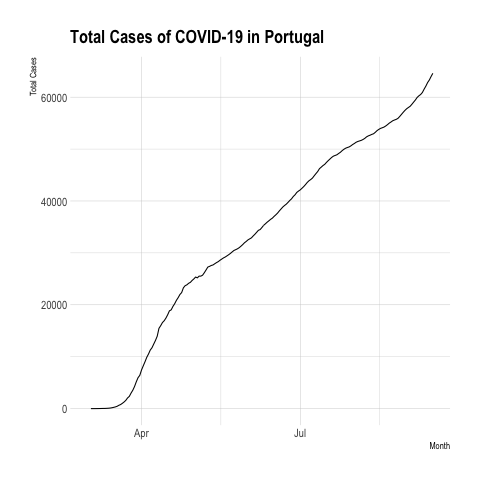 Total Cases of COVID-19 in Portugal
Total Cases
60000
40000
20000
0
Apr
Jul
Month